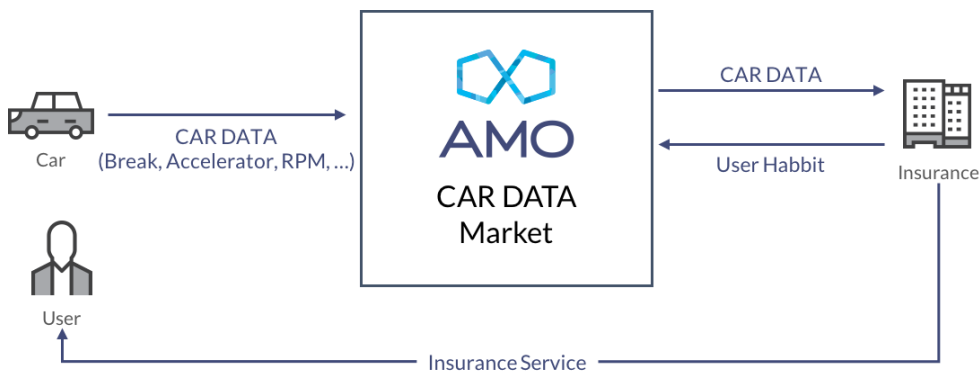 CAR DATA
(Break, Accelerator, RPM, ...)
Car
User
AMO
CAR DATA
Market
CAR DATA
User Habbit
Insurance
Insurance Service